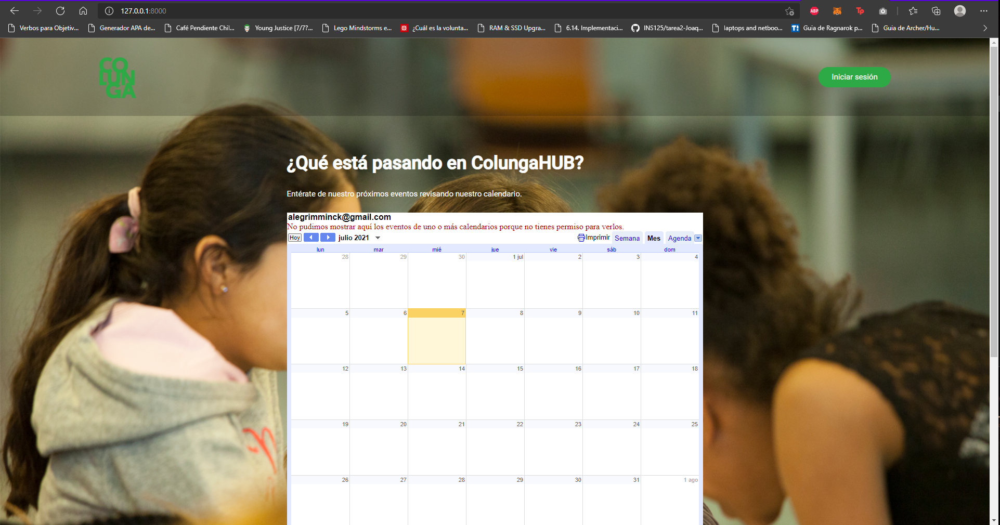 127.0.0.1:8000
ABP
Tp
Verbos para Objetiv...
Generador APA de...
Café Pendiente Chil...
Young Justice [7/7?...
Lego Mindstorms e...
¿Cuál es la volunta...
RAM & SSD Upgra...
6.14. Implementaci...
INS125/tarea2-Joaq...
laptops and netboo...
T!
Guia de Ragnarok p...
Guia de Archer/Hu...
CO
LUN
GA
Iniciar sesión
¿Qué está pasando en ColungaHUB?
Entérate de nuestro próximos eventos revisando nuestro calendario.
alegrimminck@gmail.com
No pudimos mostrar aquí los eventos de uno o más calendarios porque no tienes permiso para verlos.
Hoy julio 2021 Imprimir Semana Mes Agenda
lun mar mié jue vie sáb dom
28 29 30 1 jul 2 3 4
5 6 7 8 9 10 11
12 13 14 15 16 17 18
19 20 21 22 23 24 25
26 27 28 29 30 31 1 ago